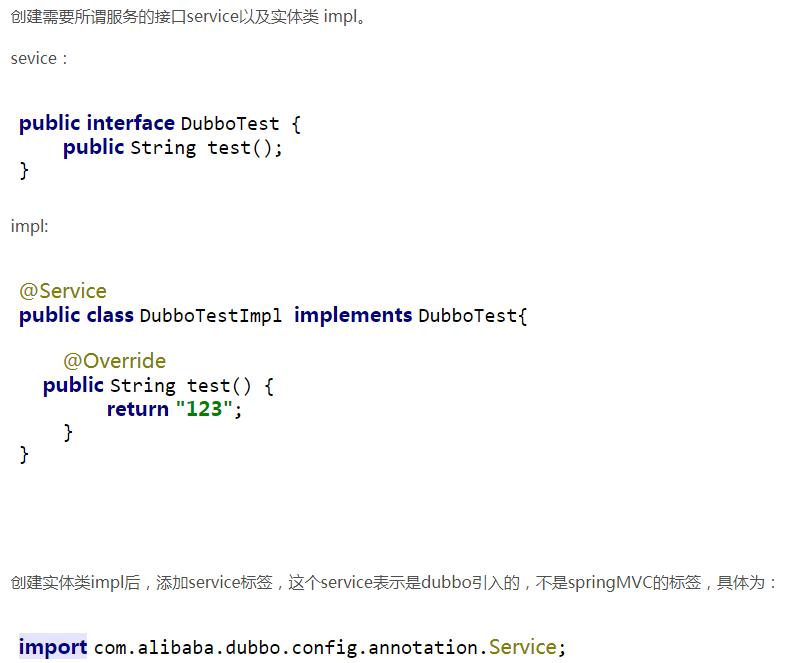 创建需要所谓服务的接口service以及实体类 impl。
sevice：
public interface DubboTest {
public String test();
}
impl:
@Service
public class DubboTestImpl implements DubboTest{
@Override
public String test() {
return "123";
}
}
创建实体类impl后，添加service标签，这个service表示是dubbo引入的，不是springMVC的标签，具体为：
import com.alibaba.dubbo.config.annotation.Service;